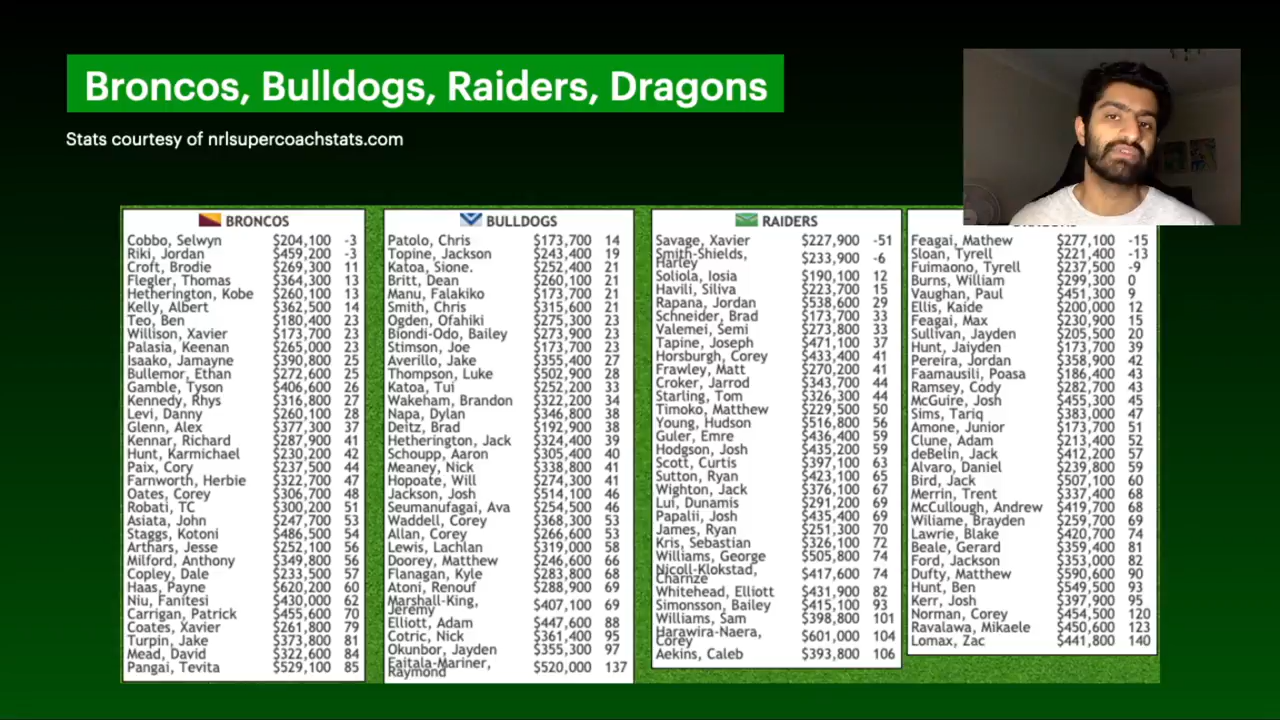 Broncos, Bulldogs, Raiders, Dragons
Stats courtesy of nrlsupercoachstats.com
BRONCOS
Cobbo, Selwyn $204,100 -3
Riki, Jordan $459,200 -3
Croft, Brodie $269,300 11
Flegler, Thomas $364,300 13
Hetherington, Kobe $260,100 13
Kelly, Albert $362,500 14
Teo, Ben $180,400 23
Willison, Xavier $173,700 23
Palasia, Keenan $265,000 23
Isaako, Jamayne $390,800 25
Bullemor, Ethan $272,600 25
Gamble, Tyson $406,600 26
Kennedy, Rhys $316,800 27
Levi, Danny $260,100 28
Glenn, Alex $377,300 37
Kennar, Richard $287,900 41
Hunt, Karmichael $230,200 42
Paix, Cory $237,500 44
Farnworth, Herbie $322,700 47
Oates, Corey $306,700 48
Robati, TC $300,200 51
Asiata, John $247,700 53
Staggs, Kotoni $486,500 54
Arthars, Jesse $252,100 56
Milford, Anthony $349,800 56
Copley, Dale $233,500 57
Haas, Payne $620,200 60
Niu, Fanitesi $430,000 62
Carrigan, Patrick $455,600 70
Coates, Xavier $261,800 79
Turpin, Jake $373,800 81
Mead, David $322,600 84
Pangai, Tevita $529,100 85
BULLDOGS
Patolo, Chris $173,700 14
Topine, Jackson $243,400 19
Katoa, Sione. $252,400 21
Britt, Dean $260,100 21
Manu, Falakiko $173,700 21
Smith, Chris $315,600 21
Ogden, Ofahiki $275,300 23
Biondi-Odo, Bailey $273,900 23
Stimson, Joe $173,700 23
Averillo, Jake $355,400 27
Thompson, Luke $502,900 28
Katoa, Tui $252,200 33
Wakeham, Brandon $322,200 34
Napa, Dylan $346,800 38
Deitz, Brad $192,900 38
Hetherington, Jack $324,400 39
Schoupp, Aaron $305,400 40
Meaney, Nick $338,800 41
Hopoate, Will $274,300 41
Jackson, Josh $514,100 46
Seumanufagai, Ava $254,500 46
Waddell, Corey $368,300 53
Allan, Corey $266,600 53
Lewis, Lachlan $319,000 58
Doorey, Matthew $246,600 66
Flanagan, Kyle $283,800 68
Atoni, Renouf $288,900 69
Marshall-King,
Jeremy $407,100 69
Elliott, Adam $447,600 88
Cotric, Nick $361,400 95
Okunbor, Jayden $355,300 97
Faitala-Mariner,
Raymond $520,000 137
RAIDERS
Savage, Xavier $227,900 -51
Smith-Shields,
Harley $233,900 -6
Soliola, Iosia $190,100 12
Havili, Siliva $223,700 15
Rapana, Jordan $538,600 29
Schneider, Brad $173,700 33
Valemei, Semi $273,800 33
Tapine, Joseph $471,100 37
Horsburgh, Corey $433,400 41
Frawley, Matt $270,200 41
Croker, Jarrod $343,700 44
Starling, Tom $326,300 44
Timoko, Matthew $229,500 50
Young, Hudson $516,800 56
Guler, Emre $436,400 59
Hodgson, Josh $435,200 59
Scott, Curtis $397,100 63
Sutton, Ryan $423,100 65
Wighton, Jack $376,100 67
Lui, Dunamis $291,200 69
Papalii, Josh $435,400 69
James, Ryan $251,300 70
Kris, Sebastian $326,100 72
Williams, George $505,800 74
Nicoll-Klokstad,
Charnze $417,600 74
Whitehead, Elliott $431,900 82
Simonsson, Bailey $415,100 93
Williams, Sam $398,800 101
Harawira-Naera,
Corey $601,000 104
Aekins, Caleb $393,800 106
Feagai, Mathew $277,100 -15
Sloan, Tyrell $221,400 -13
Fuimaono, Tyrell $237,500 -9
Burns, William $299,300 0
Vaughan, Paul $451,300 9
Ellis, Kaide $200,000 12
Feagai, Max $230,900 15
Sullivan, Jayden $205,500 20
Hunt, Jaiyden $173,700 39
Pereira, Jordan $358,900 42
Faamausili, Poasa $186,400 43
Ramsey, Cody $282,700 43
McGuire, Josh $455,300 45
Sims, Tariq $383,000 47
Amone, Junior $173,700 51
Clune, Adam $213,400 52
deBelin, Jack $412,200 57
Alvaro, Daniel $239,800 59
Bird, Jack $507,100 60
Merrin, Trent $337,400 68
McCullough, Andrew $419,700 68
Wiliame, Brayden $259,700 69
Lawrie, Blake $420,700 74
Beale, Gerard $359,400 81
Ford, Jackson $353,000 82
Dufty, Matthew $590,600 90
Hunt, Ben $549,500 93
Kerr, Josh $397,900 95
Norman, Corey $454,500 120
Ravalawa, Mikaele $450,600 123
Lomax, Zac $441,800 140